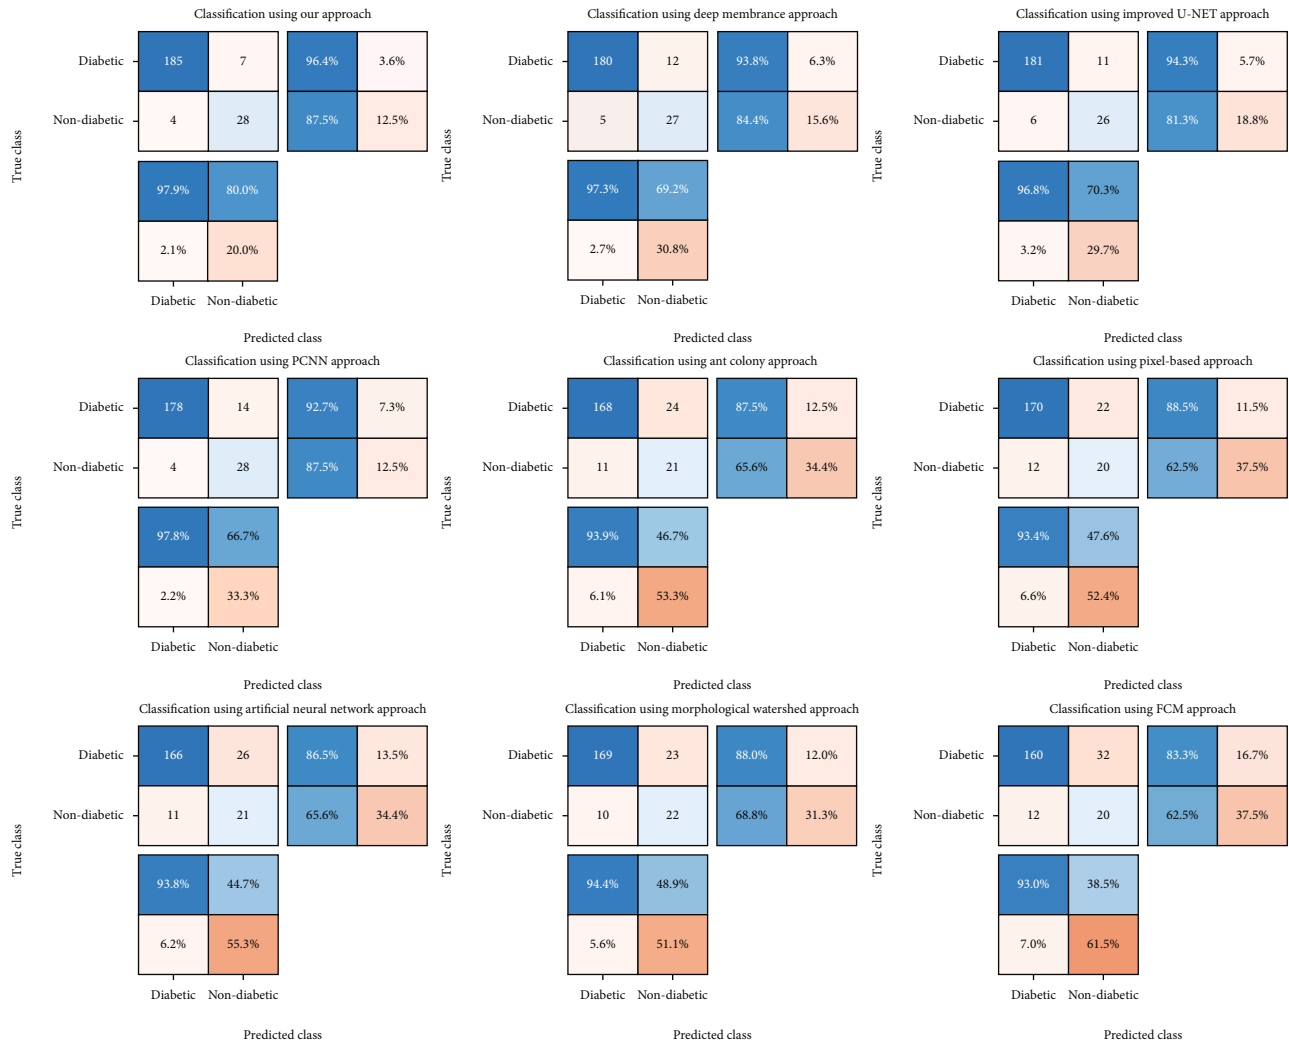 Classification using our approach
Diabetic
185
7
96.4%
3.6%
Non-diabetic
4
28
87.5%
12.5%
True class
97.9%
80.0%
2.1%
20.0%
Diabetic
Non-diabetic
Predicted class
Classification using deep membrance approach
Diabetic
180
12
93.8%
6.3%
Non-diabetic
5
27
84.4%
15.6%
True class
97.3%
69.2%
2.7%
30.8%
Diabetic
Non-diabetic
Predicted class
Classification using improved U-NET approach
Diabetic
181
11
94.3%
5.7%
Non-diabetic
6
26
81.3%
18.8%
True class
96.8%
70.3%
3.2%
29.7%
Diabetic
Non-diabetic
Predicted class
Classification using PCNN approach
Diabetic
178
14
92.7%
7.3%
Non-diabetic
4
28
87.5%
12.5%
True class
97.8%
66.7%
2.2%
33.3%
Diabetic
Non-diabetic
Predicted class
Classification using ant colony approach
Diabetic
168
24
87.5%
12.5%
Non-diabetic
11
21
65.6%
34.4%
True class
93.9%
46.7%
6.1%
53.3%
Diabetic
Non-diabetic
Predicted class
Classification using pixel-based approach
Diabetic
170
22
88.5%
11.5%
Non-diabetic
12
20
62.5%
37.5%
True class
93.4%
47.6%
6.6%
52.4%
Diabetic
Non-diabetic
Predicted class
Classification using artificial neural network approach
Diabetic
166
26
86.5%
13.5%
Non-diabetic
11
21
65.6%
34.4%
True class
93.8%
44.7%
6.2%
55.3%
Diabetic
Non-diabetic
Predicted class
Classification using morphological watershed approach
Diabetic
169
23
88.0%
12.0%
Non-diabetic
10
22
68.8%
31.3%
True class
94.4%
48.9%
5.6%
51.1%
Diabetic
Non-diabetic
Predicted class
Classification using FCM approach
Diabetic
160
32
83.3%
16.7%
Non-diabetic
12
20
62.5%
37.5%
True class
93.0%
38.5%
7.0%
61.5%
Diabetic
Non-diabetic
Predicted class